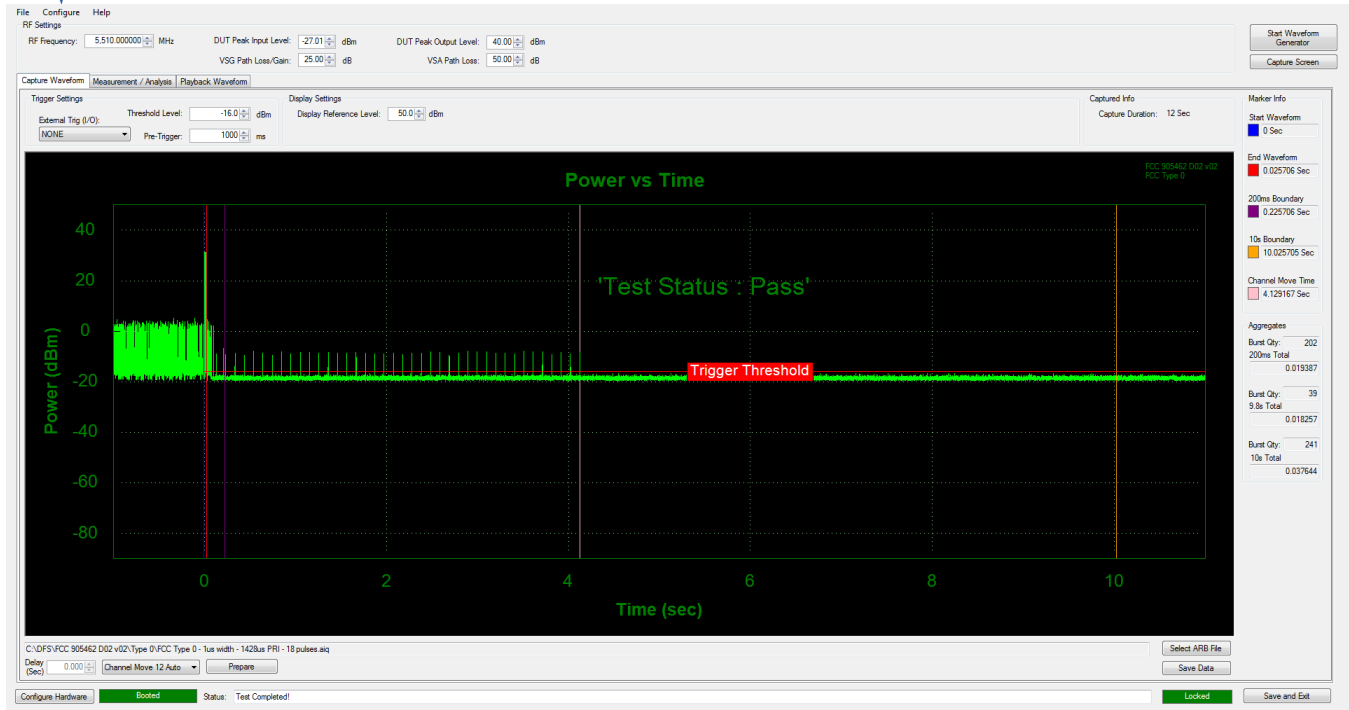 File Configure Help
RF Settings
RF Frequency: 5,510.000000 MHz DUT Peak Input Level: -27.01 dBm DUT Peak Output Level: 40.00 dBm
VSG Path Loss/Gain: 25.00 dB VSA Path Loss: 50.00 dB
Start Waveform Generator
Capture Screen
Capture Waveform Measurement / Analysis Playback Waveform
Trigger Settings
External Trig (I/O):
NONE
Threshold Level: -16.0 dBm
Pre-Trigger: 1000 ms
Display Settings
Display Reference Level: 50.0 dBm
Captured Info
Capture Duration: 12 Sec
Marker Info
Start Waveform
0 Sec
End Waveform
0.025706 Sec
200ms Boundary
0.225706 Sec
10s Boundary
10.025705 Sec
Channel Move Time
4.129167 Sec
Aggregates
Burst Qty: 202
200ms Total
0.019387
Burst Qty: 39
9.8s Total
0.018257
Burst Qty: 241
10s Total
0.037644
Power vs Time
FCC 905462 D02 v02
FCC Type 0
'Test Status : Pass'
Trigger Threshold
Power (dBm)
40
20
0
-20
-40
-60
-80
0 2 4 6 8 10
Time (sec)
C:\DFS\FCC 905462 D02 v02\Type 0\FCC Type 0 - 1us width - 1428us PRI - 18 pulses.aiq
Select ARB File
Delay (Sec) 0.000 Channel Move 12 Auto Prepare
Save Data
Configure Hardware Booted Status: Test Completed! Locked Save and Exit